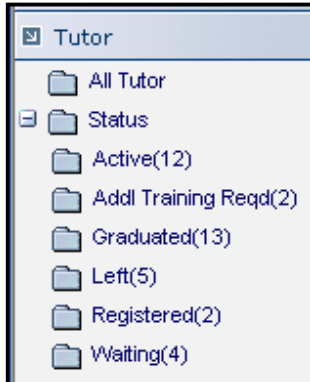 Tutor
All Tutor
Status
Active(12)
Addl Training Reqd(2)
Graduated(13)
Left(5)
Registered(2)
Waiting(4)